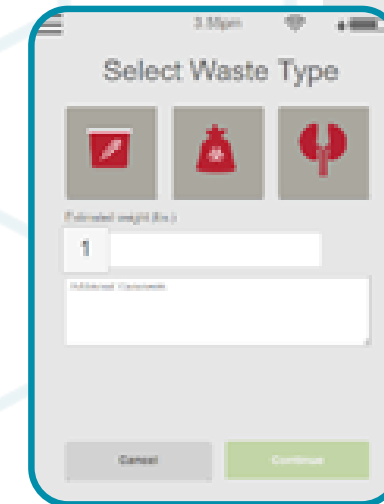 3:55pm
Select Waste Type
Estimated weight (lbs.)
1
Additional Comments
Cancel
Continue